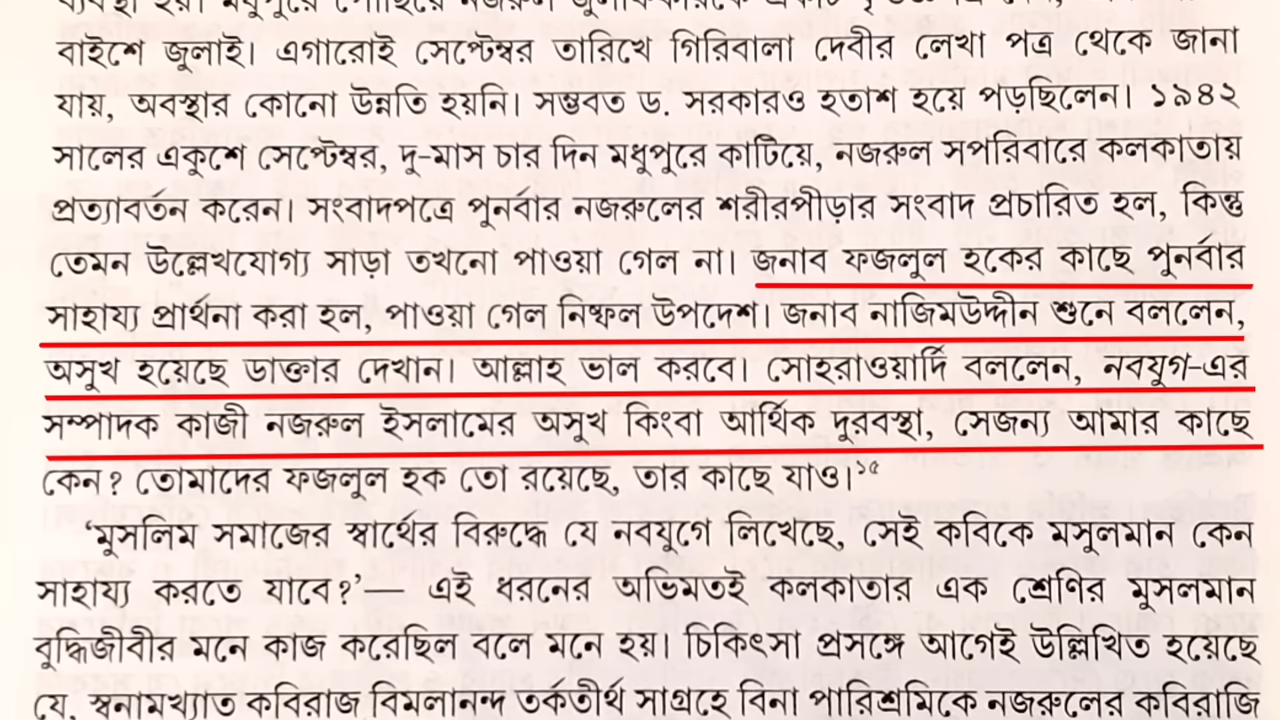 বাইশে জুলাই। এগারোই সেপ্টেম্বর তারিখে গিরিবালা দেবীর লেখা পত্র থেকে জানা
যায়, অবস্থার কোনো উন্নতি হয়নি। সম্ভবত ড. সরকারও হতাশ হয়ে পড়ছিলেন। ১৯৪২
সালের একুশে সেপ্টেম্বর, দু-মাস চার দিন মধুপুরে কাটিয়ে, নজরুল সপরিবারে কলকাতায়
প্রত্যাবর্তন করেন। সংবাদপত্রে পুনর্বার নজরুলের শরীরপীড়ার সংবাদ প্রচারিত হল, কিন্তু
তেমন উল্লেখযোগ্য সাড়া তখনো পাওয়া গেল না। জনাব ফজলুল হকের কাছে পুনর্বার
সাহায্য প্রার্থনা করা হল, পাওয়া গেল নিষ্ফল উপদেশ। জনাব নাজিমউদ্দীন শুনে বললেন,
অসুখ হয়েছে ডাক্তার দেখান। আল্লাহ ভাল করবে। সোহরাওয়ার্দি বললেন, নবযুগ-এর
সম্পাদক কাজী নজরুল ইসলামের অসুখ কিংবা আর্থিক দুরবস্থা, সেজন্য আমার কাছে
কেন? তোমাদের ফজলুল হক তো রয়েছে, তার কাছে যাও।১৫
‘মুসলিম সমাজের স্বার্থের বিরুদ্ধে যে নবযুগে লিখেছে, সেই কবিকে মসুলমান কেন
সাহায্য করতে যাবে?’— এই ধরনের অভিমতই কলকাতার এক শ্রেণির মুসলমান
বুদ্ধিজীবীর মনে কাজ করেছিল বলে মনে হয়। চিকিৎসা প্রসঙ্গে আগেই উল্লিখিত হয়েছে
যে, স্বনামখ্যাত কবিরাজ বিমলানন্দ তর্কতীর্থ সাগ্রহে বিনা পারিশ্রমিকে নজরুলের কবিরাজি